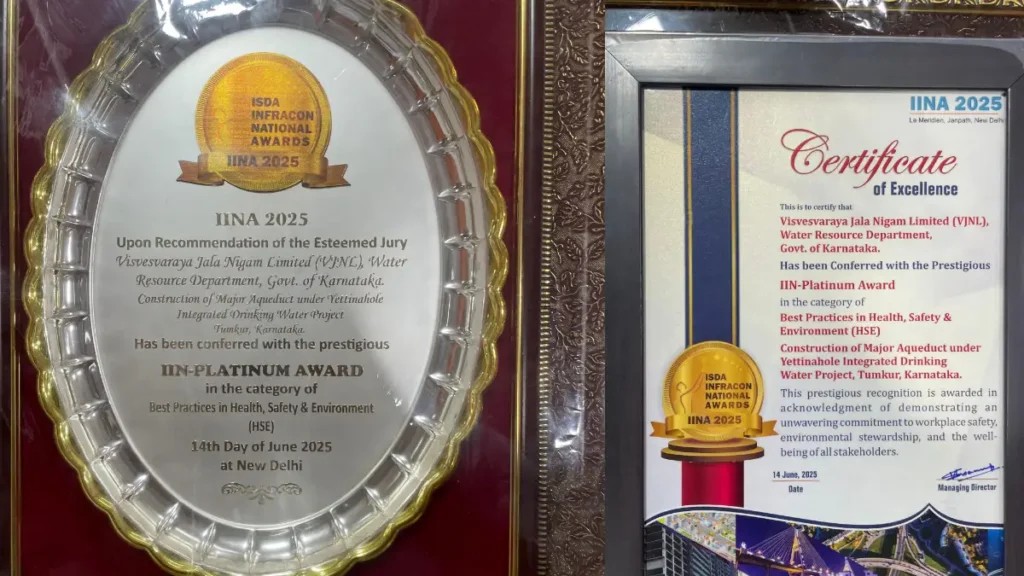 ISDA
INFRACON
NATIONAL
AWARDS
IINA 2025
IINA 2025
Upon Recommendation of the Esteemed Jury
Visvesvaraya Jala Nigam Limited (VJNL), Water
Resource Department, Govt. of Karnataka.
Construction of Major Aqueduct under Yettinahole
Integrated Drinking Water Project
Tumkur, Karnataka.
Has been conferred with the prestigious
IIN-PLATINUM AWARD
in the category of
Best Practices in Health, Safety & Environment
(HSE)
14th Day of June 2025
at New Delhi
IINA 2025
Le Meridien, Janpath, New Delhi
Certificate
of Excellence
This is to certify that
Visvesvaraya Jala Nigam Limited (VJNL),
Water Resource Department,
Govt. of Karnataka.
Has been Conferred with the Prestigious
IIN-Platinum Award
in the category of
Best Practices in Health, Safety &
Environment (HSE)
Construction of Major Aqueduct under
Yettinahole Integrated Drinking
Water Project, Tumkur, Karnataka.
This prestigious recognition is awarded in
acknowledgment of demonstrating an
unwavering commitment to workplace safety,
environmental stewardship, and the well-
being of all stakeholders.
ISDA
INFRACON
NATIONAL
AWARDS
IINA 2025
14 June, 2025
Date
Managing Director